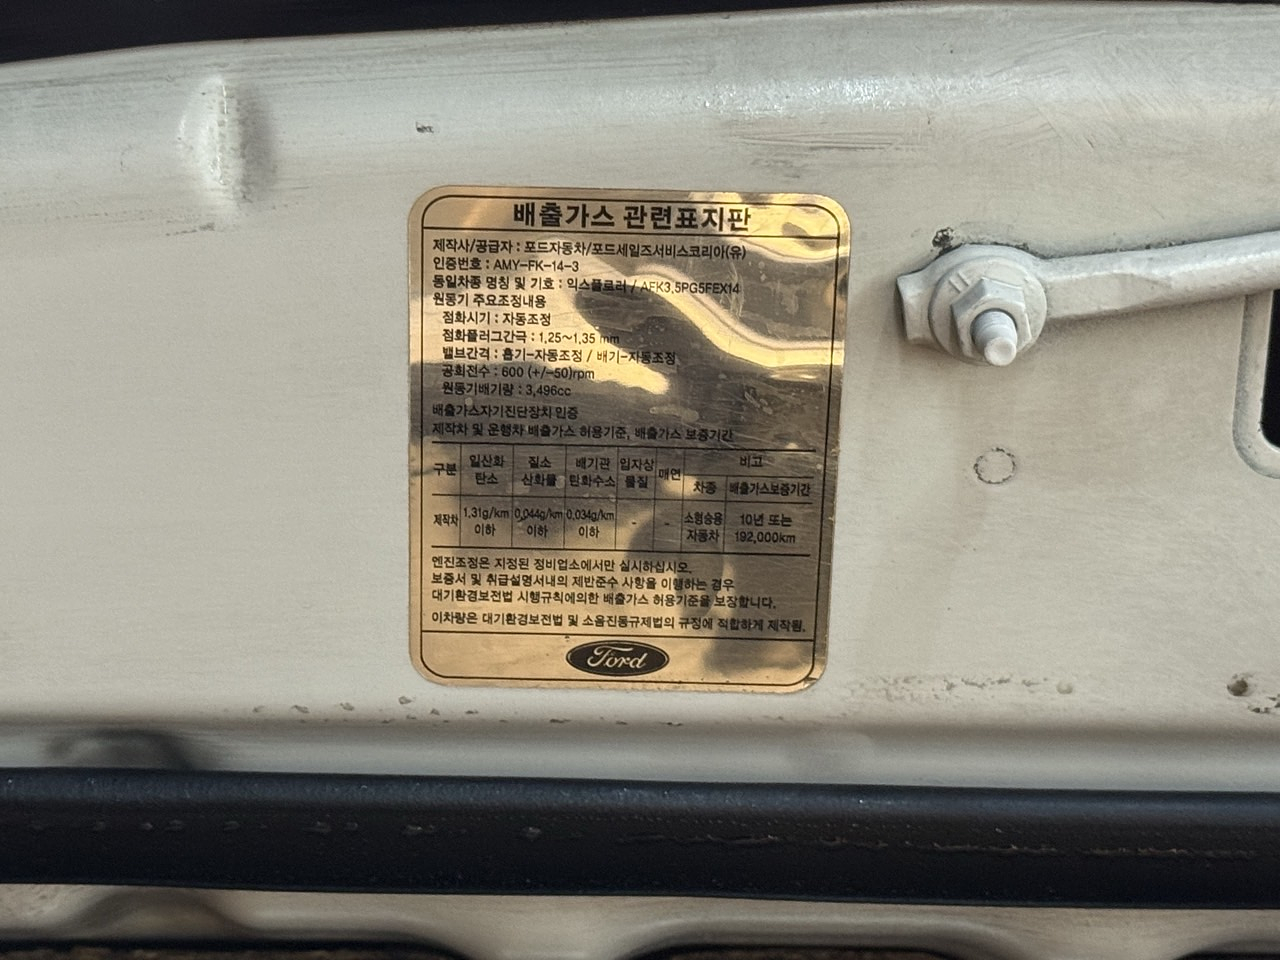 배출가스 관련표지판
제작사/공급자 : 포드자동차/포드세일즈서비스코리아(유)
인증번호 : AMY-FK-14-3
동일차종 명칭 및 기호 : 익스플로러 / AFK3.5PG5FEX14
원동기 주요조정내용
점화시기 : 자동조정
점화플러그간극 : 1.25~1.35 mm
밸브간격 : 흡기-자동조정 / 배기-자동조정
공회전수 : 600 (+/-50)rpm
원동기배기량 : 3,496cc
배출가스자기진단장치 인증
제작차 및 운행차 배출가스 허용기준, 배출가스 보증기간
구분 일산화탄소 질소산화물 배기관탄화수소 입자상물질 매연 비고
차종 배출가스보증기간
제작차 1.31g/km 이하 0.044g/km 이하 0.034g/km 이하 - - 소형승용자동차 10년 또는 192,000km
엔진조정은 지정된 정비업소에서만 실시하십시오.
보증서 및 취급설명서내의 제반준수 사항을 이행하는 경우
대기환경보전법 시행규칙에의한 배출가스 허용기준을 보장합니다.
이차량은 대기환경보전법 및 소음진동규제법의 규정에 적합하게 제작됨.
Ford